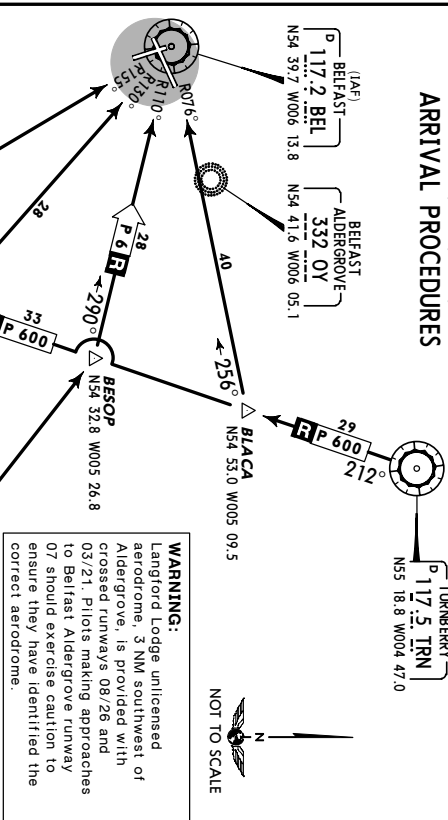 ARRIVAL PROCEDURES
(IAF)
BELFAST
D 117.2 BEL
N54 39.7 W006 13.8
BELFAST
ALDERGROVE
332 OY
N54 41.6 W006 05.1
TURNBERRY
D 117.5 TRN
N55 18.8 W004 47.0
R076°
R110°
R130°
R155°
40
←256°
BLACA
N54 53.0 W005 09.5
29
R P 600
212°
28
P 6 R
←290°
BESOP
N54 32.8 W005 26.8
33
P 600
28
N
NOT TO SCALE
WARNING:
Langford Lodge unlicensed
aerodrome, 3 NM southwest of
Aldergrove, is provided with
crossed runways 08/26 and
03/21. Pilots making approaches
to Belfast Aldergrove runway
07 should exercise caution to
ensure they have identified the
correct aerodrome.